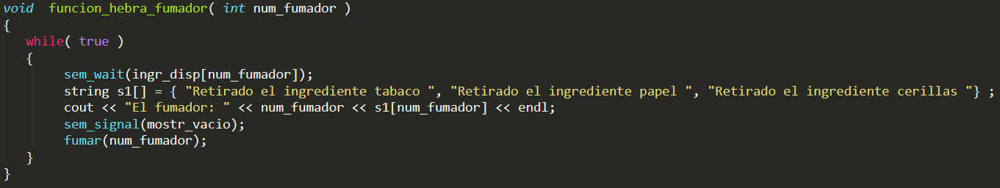 void  funcion_hebra_fumador( int num_fumador )
{
   while( true )
   {
        sem_wait(ingr_disp[num_fumador]);
        string s1[] = { "Retirado el ingrediente tabaco ", "Retirado el ingrediente papel ", "Retirado el ingrediente cerillas "} ;
        cout << "El fumador: " << num_fumador << s1[num_fumador] << endl;
        sem_signal(mostr_vacio);
        fumar(num_fumador);
   }
}